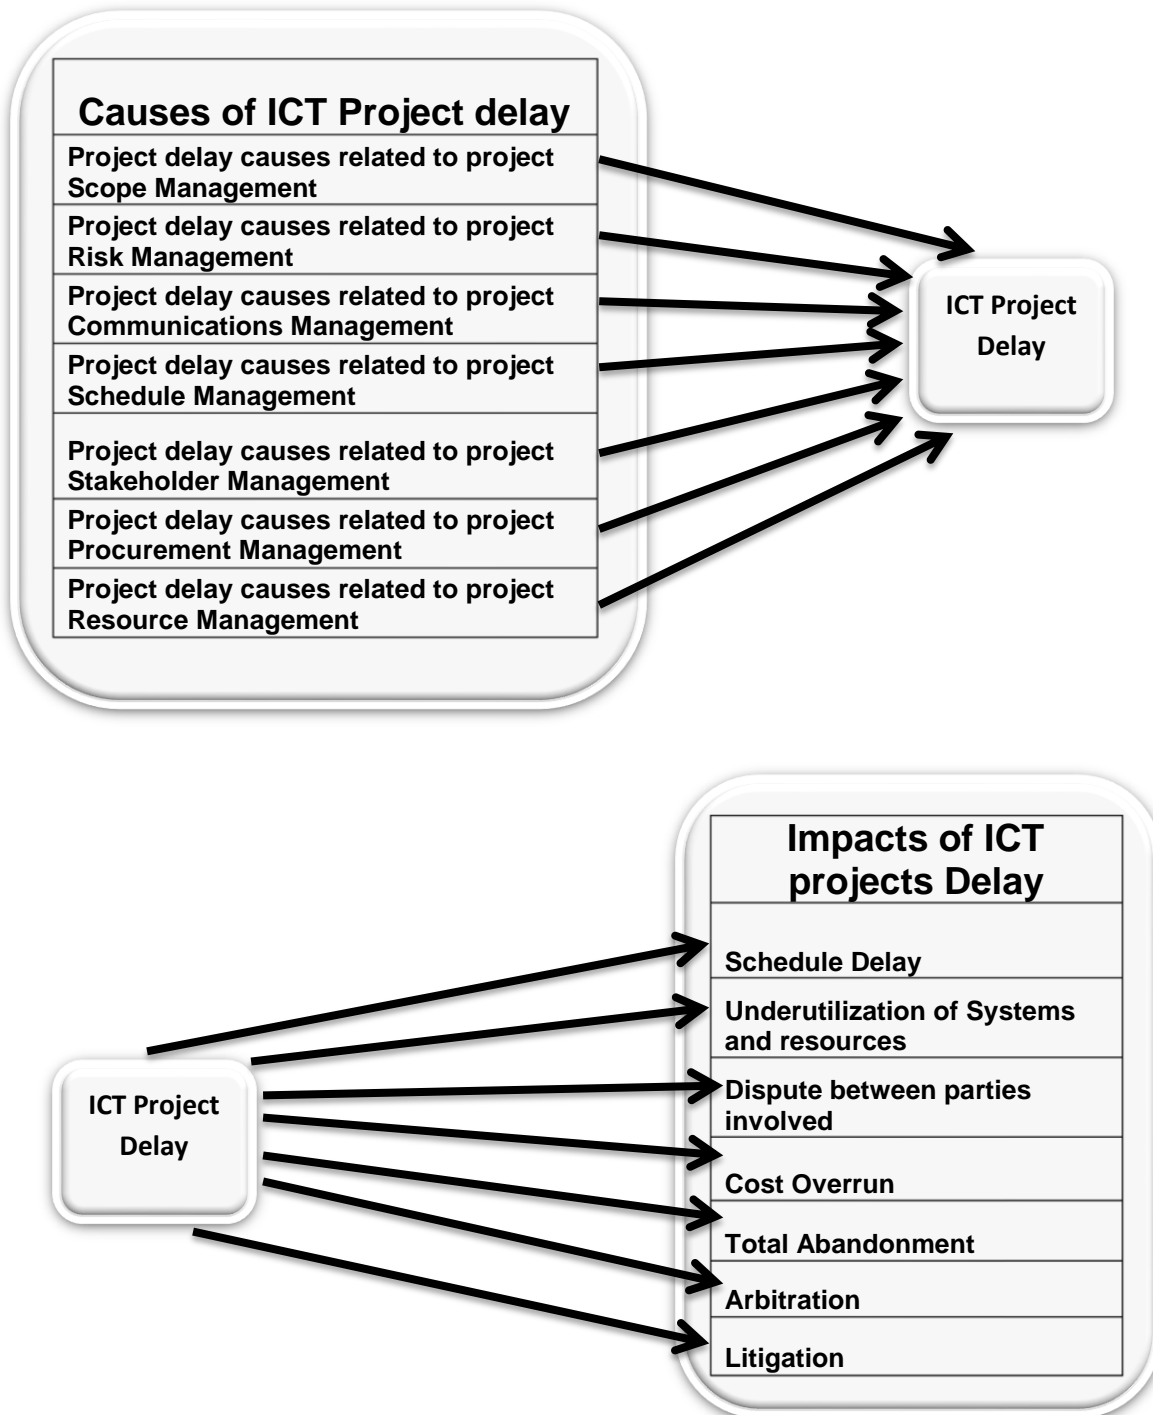 Causes of ICT Project delay
Project delay causes related to project
Scope Management
Project delay causes related to project
Risk Management
Project delay causes related to project
Communications Management
Project delay causes related to project
Schedule Management
Project delay causes related to project
Stakeholder Management
Project delay causes related to project
Procurement Management
Project delay causes related to project
Resource Management
ICT Project
Delay
ICT Project
Delay
Impacts of ICT
projects Delay
Schedule Delay
Underutilization of Systems
and resources
Dispute between parties
involved
Cost Overrun
Total Abandonment
Arbitration
Litigation